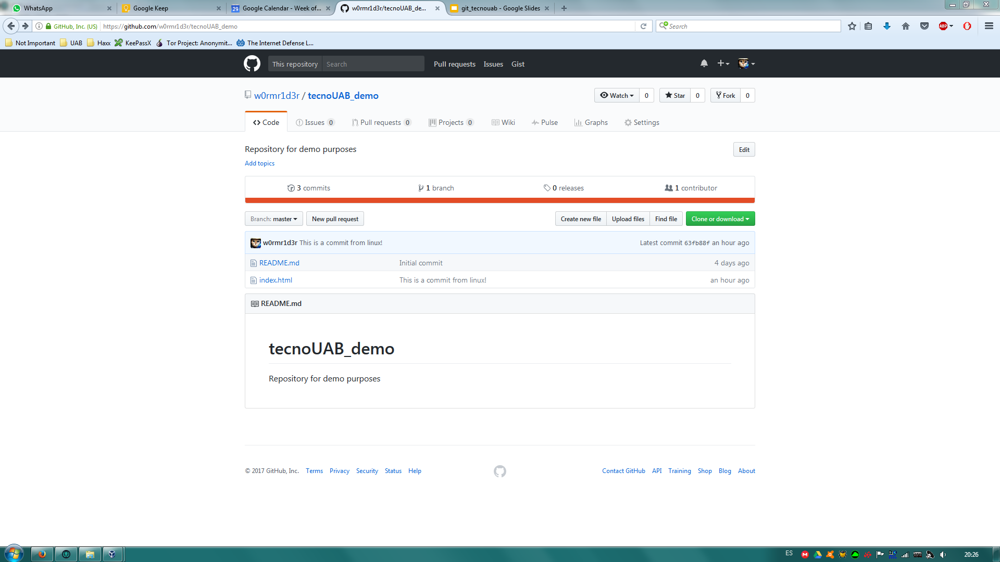 WhatsApp
Google Keep
29 Google Calendar - Week of...
w0rmr1d3r/tecnoUAB_de...
git_tecnouab - Google Slides
GitHub, Inc. (US) https://github.com/w0rmr1d3r/tecnoUAB_demo
Search
ABP
Not Important UAB Haxx KeePassX Tor Project: Anonymit... The Internet Defense L...
This repository Search Pull requests Issues Gist
w0rmr1d3r / tecnoUAB_demo
Watch 0 Star 0 Fork 0
Code Issues 0 Pull requests 0 Projects 0 Wiki Pulse Graphs Settings
Repository for demo purposes Edit
Add topics
3 commits 1 branch 0 releases 1 contributor
Branch: master New pull request Create new file Upload files Find file Clone or download
w0rmr1d3r This is a commit from linux! Latest commit 63fb88f an hour ago
README.md Initial commit 4 days ago
index.html This is a commit from linux! an hour ago
README.md
tecnoUAB_demo
Repository for demo purposes
© 2017 GitHub, Inc. Terms Privacy Security Status Help Contact GitHub API Training Shop Blog About
ES 20:26